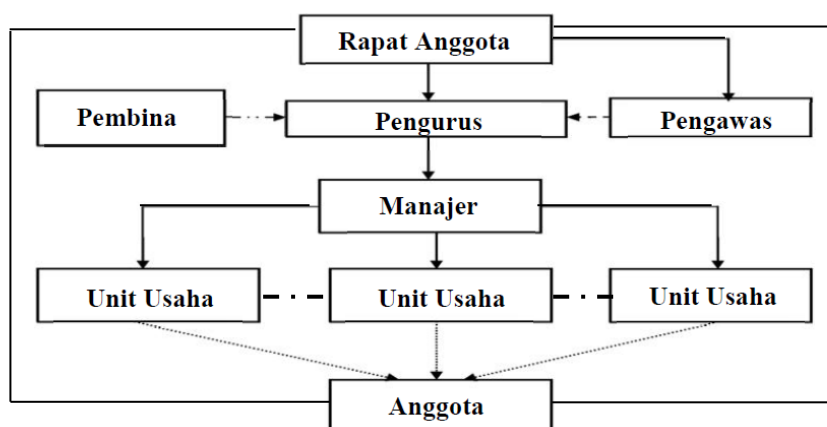 Rapat Anggota
Pembina
Pengurus
Pengawas
Manajer
Unit Usaha
Unit Usaha
Unit Usaha
Anggota